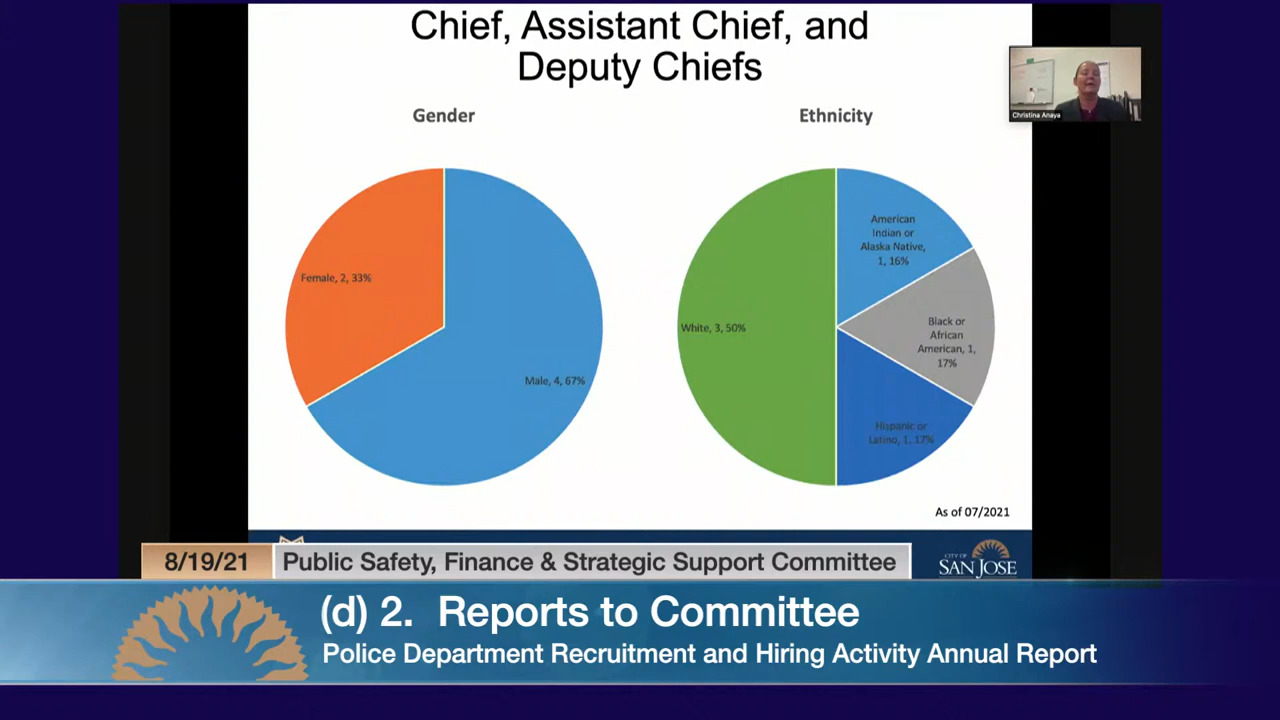 Chief, Assistant Chief, and
Deputy Chiefs
Gender
Ethnicity
Christina Anaya
Female, 2, 33%
Male, 4, 67%
American
Indian or
Alaska Native,
1, 16%
White, 3, 50%
Black or
African
American, 1,
17%
Hispanic or
Latino, 1, 17%
As of 07/2021
8/19/21
Public Safety, Finance & Strategic Support Committee
CITY OF
SAN JOSE
(d) 2. Reports to Committee
Police Department Recruitment and Hiring Activity Annual Report